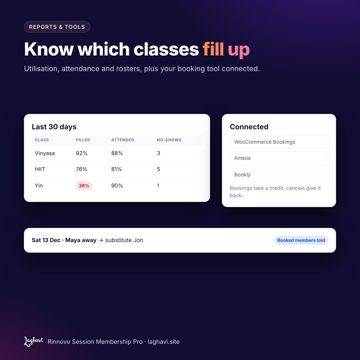 REPORTS & TOOLS
Know which classes fill up
Utilisation, attendance and rosters, plus your booking tool connected.
Last 30 days
CLASS FILLED ATTENDED NO-SHOWS
Vinyasa 92% 88% 3
HIIT 76% 81% 5
Yin 38% 90% 1
Connected
WooCommerce Bookings
Amelia
Bookly
Bookings take a credit, cancels give it
back.
Sat 13 Dec · Maya away → substitute Jon
Booked members told
laghavi
Rinnovo Session Membership Pro · laghavi.site